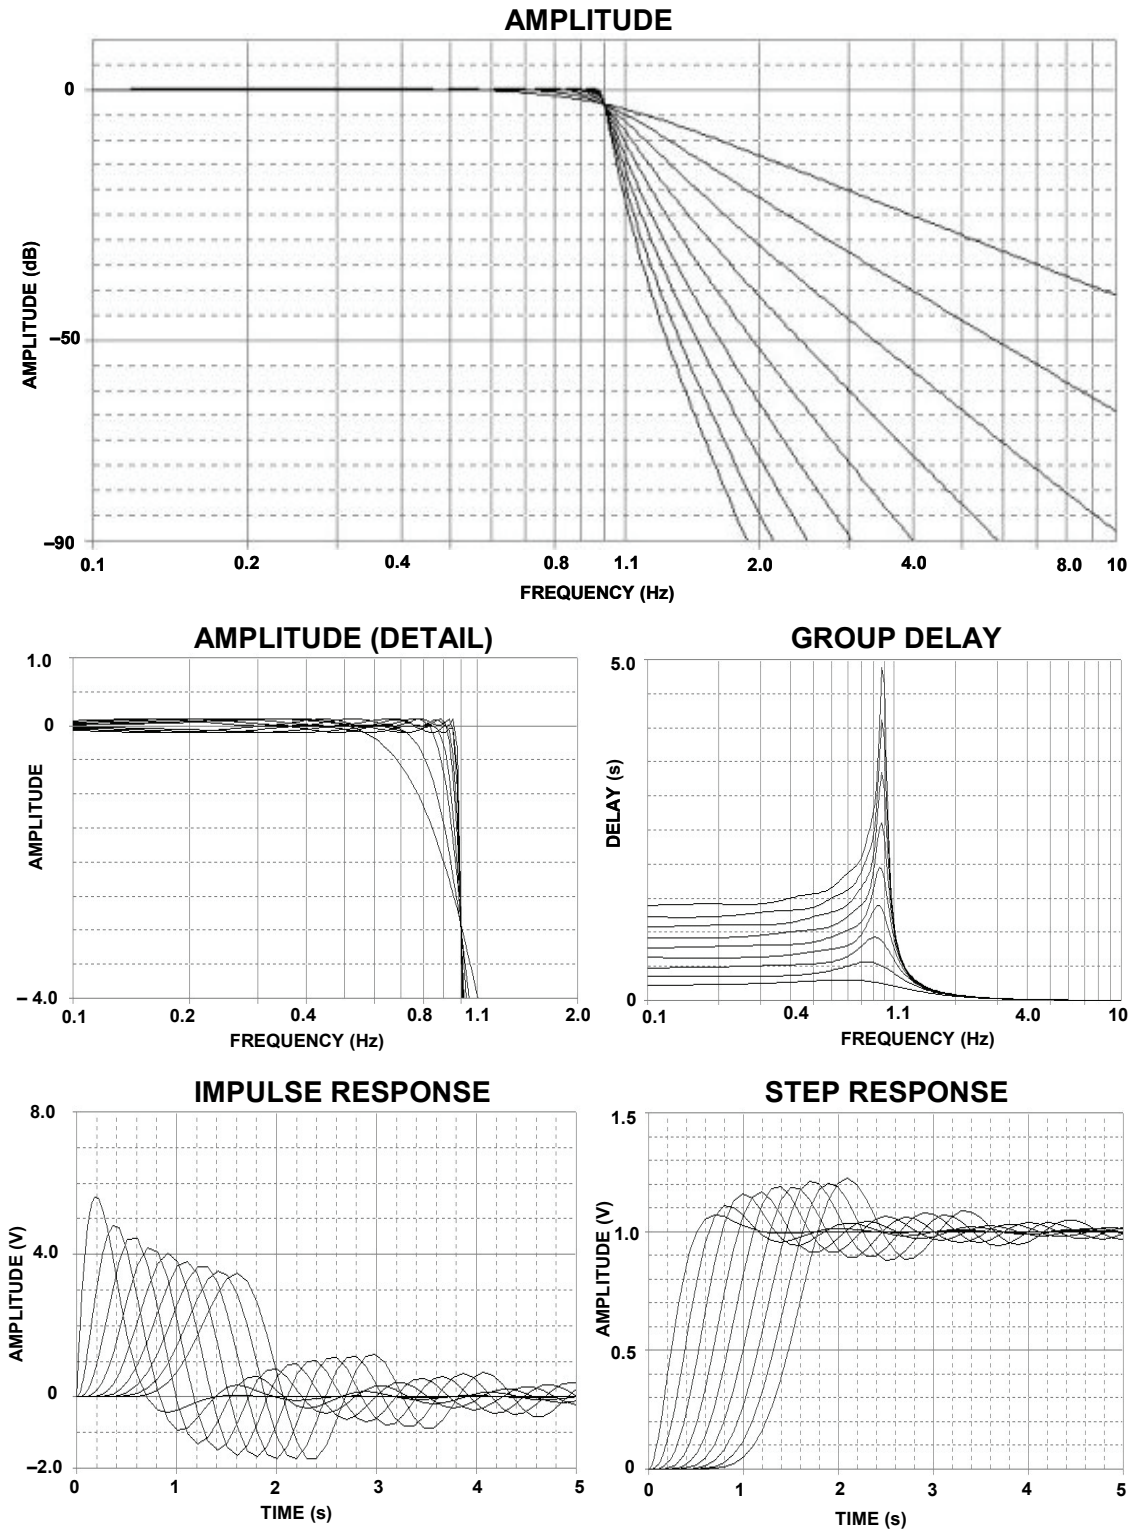 AMPLITUDE
0
–50
–90
AMPLITUDE (dB)
0.1 0.2 0.4 0.8 1.1 2.0 4.0 8.0 10
FREQUENCY (Hz)
AMPLITUDE (DETAIL)
1.0
0
– 4.0
AMPLITUDE
0.1 0.2 0.4 0.8 1.1 2.0
FREQUENCY (Hz)
GROUP DELAY
5.0
0
DELAY (s)
0.1 0.4 1.1 4.0 10
FREQUENCY (Hz)
IMPULSE RESPONSE
8.0
4.0
0
–2.0
AMPLITUDE (V)
0 1 2 3 4 5
TIME (s)
STEP RESPONSE
1.5
1.0
0.5
0
AMPLITUDE (V)
0 1 2 3 4 5
TIME (s)